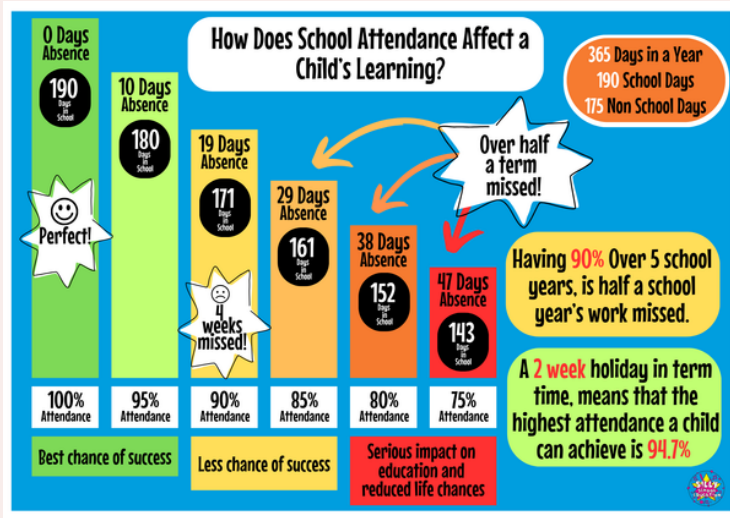 How Does School Attendance Affect a
Child's Learning?
365 Days in a Year
190 School Days
175 Non School Days
0 Days
Absence
190
Days
in
School
Perfect!
10 Days
Absence
180
Days
in
School
19 Days
Absence
171
Days
in
School
4
weeks
missed!
29 Days
Absence
161
Days
in
School
38 Days
Absence
152
Days
in
School
47 Days
Absence
143
Days
in
School
Over half
a term
missed!
Having 90% Over 5 school
years, is half a school
year's work missed.
A 2 week holiday in term
time, means that the
highest attendance a child
can achieve is 94.7%
100%
Attendance
95%
Attendance
90%
Attendance
85%
Attendance
80%
Attendance
75%
Attendance
Best chance of success
Less chance of success
Serious impact on
education and
reduced life chances